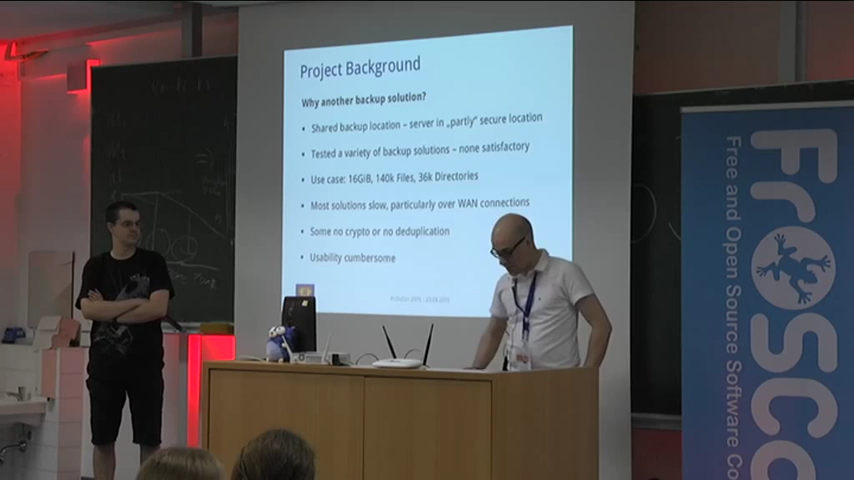 Project Background
Why another backup solution?
• Shared backup location – server in „partly“ secure location
• Tested a variety of backup solutions – none satisfactory
• Use case: 16GiB, 140k Files, 36k Directories
• Most solutions slow, particularly over WAN connections
• Some no crypto or no deduplication
• Usability cumbersome
FrOSCo
Free and Open Source Software Co